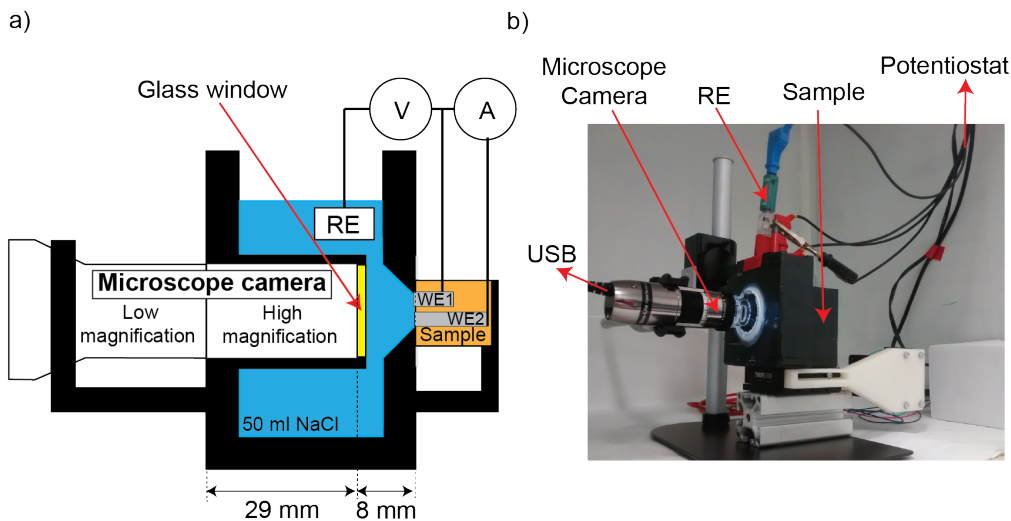 a)
Glass window
V
A
RE
Microscope camera
Low
magnification
High
magnification
WE1
WE2
Sample
50 ml NaCl
29 mm
8 mm
b)
Microscope
Camera
RE
Sample
Potentiostat
USB